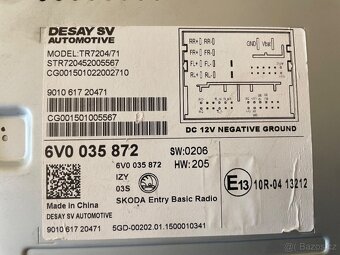 DESAY SV
AUTOMOTIVE
MODEL:TR7204/71
STR720452005567
CG001501022002710
9010 617 20471
CG001501005567
RR+
FR+
FL+
RL+
RR-
FR-
FL-
RL-
GND
Vbat
DC 12V NEGATIVE GROUND
6V0 035 872
SW:0206
HW:205
6V0 035 872
IZY
03S
SKODA Entry Basic Radio
E13
10R-04 13212
Made in China
DESAY SV AUTOMOTIVE
9010 617 20471
5GD-00202.01.1500010341